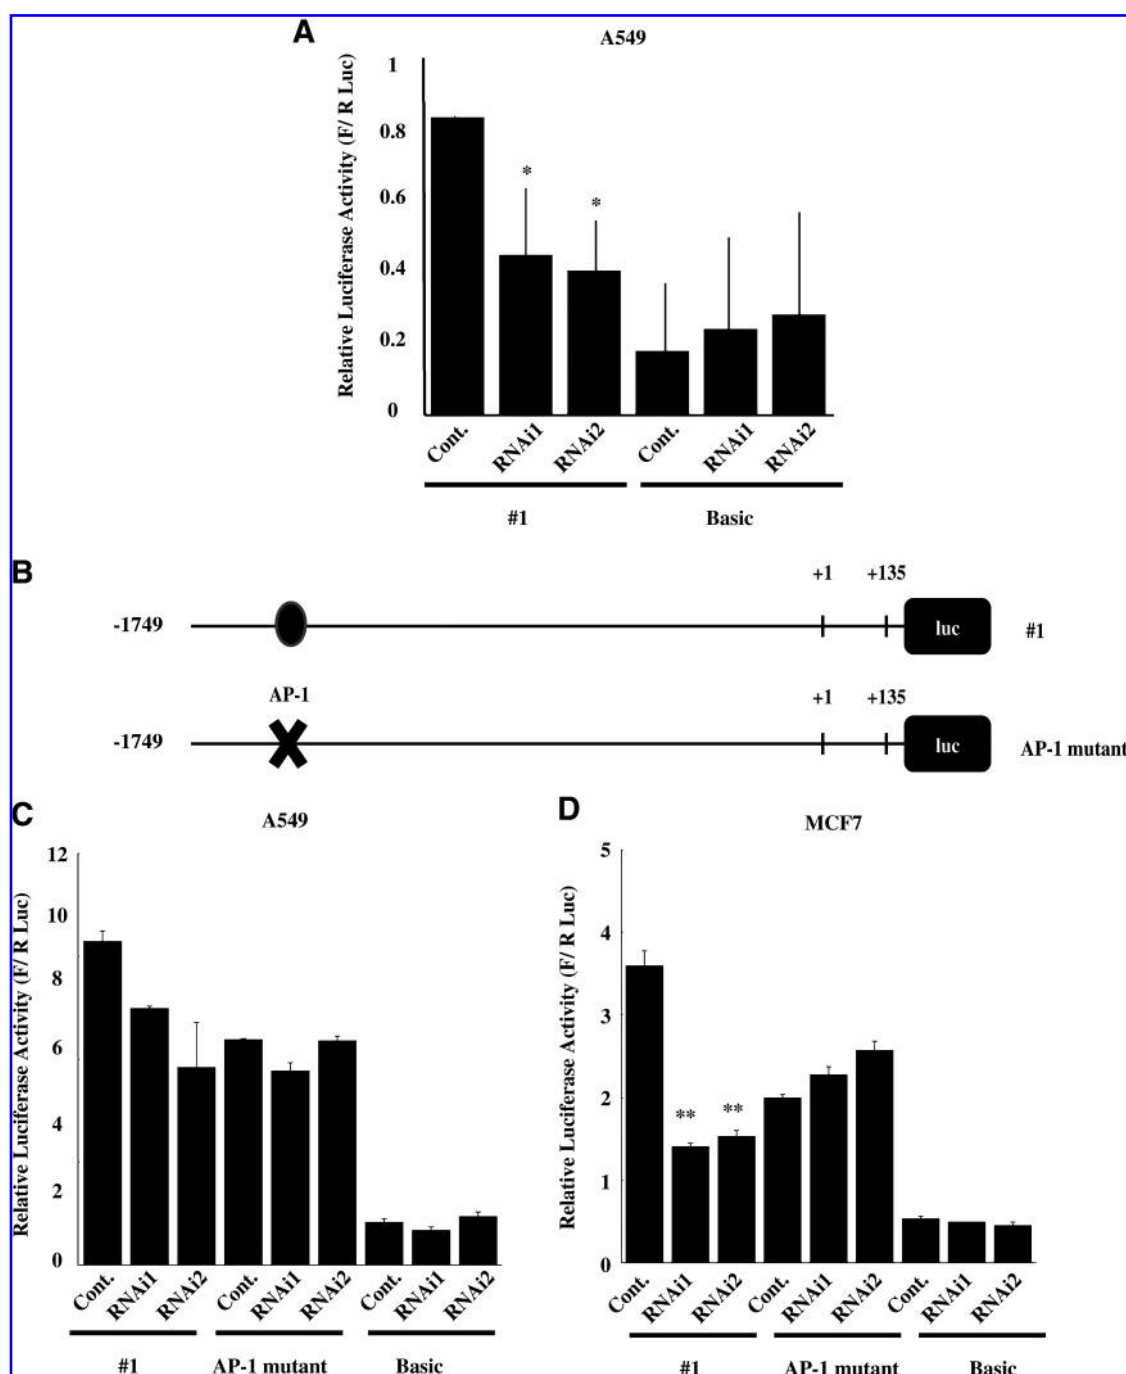 A
A549
Relative Luciferase Activity (F/ R Luc)
1
0.8
0.6
0.4
0.2
0
*
*
Cont.
RNAi1
RNAi2
Cont.
RNAi1
RNAi2
#1
Basic
B
+1
+135
-1749
luc
#1
AP-1
+1
+135
-1749
luc
AP-1 mutant
C
A549
Relative Luciferase Activity (F/ R Luc)
12
10
8
6
4
2
0
Cont.
RNAi1
RNAi2
Cont.
RNAi1
RNAi2
Cont.
RNAi1
RNAi2
#1
AP-1 mutant
Basic
D
MCF7
Relative Luciferase Activity (F/ R Luc)
5
4
3
2
1
0
**
**
Cont.
RNAi1
RNAi2
Cont.
RNAi1
RNAi2
Cont.
RNAi1
RNAi2
#1
AP-1 mutant
Basic